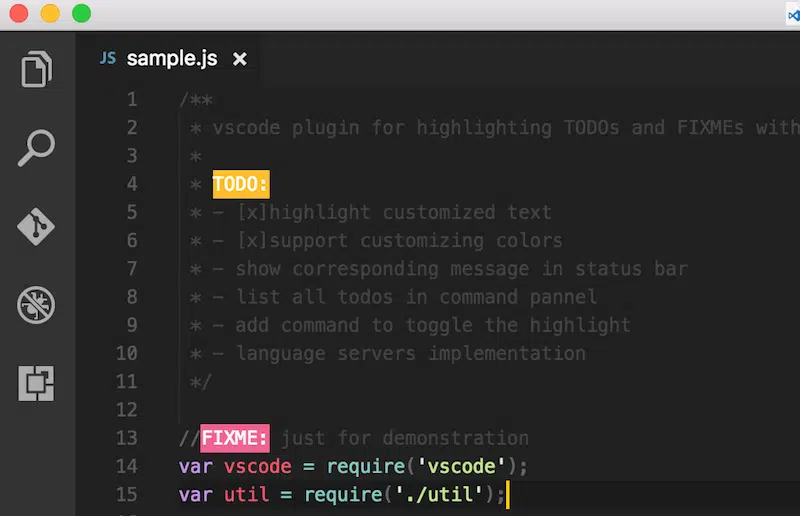 JS sample.js ×
1 /**
2 * vscode plugin for highlighting TODOs and FIXMEs with
3 *
4 * TODO:
5 * - [x]highlight customized text
6 * - [x]support customizing colors
7 * - show corresponding message in status bar
8 * - list all todos in command pannel
9 * - add command to toggle the highlight
10 * - language servers implementation
11 */
12
13 //FIXME: just for demonstration
14 var vscode = require('vscode');
15 var util = require('./util');